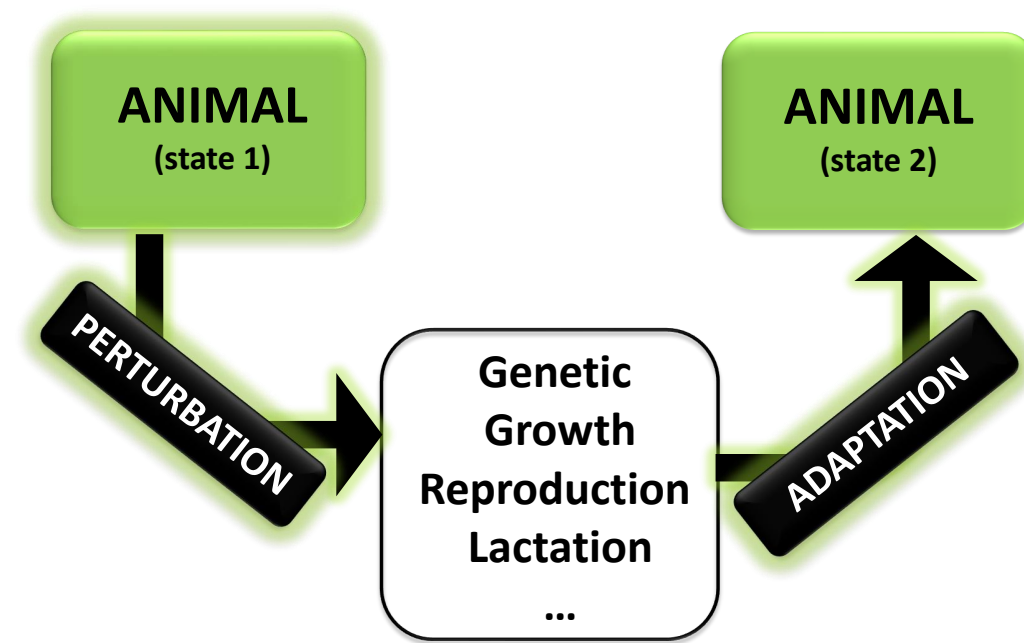 ANIMAL
(state 1)
PERTURBATION
Genetic
Growth
Reproduction
Lactation
...
ADAPTATION
ANIMAL
(state 2)